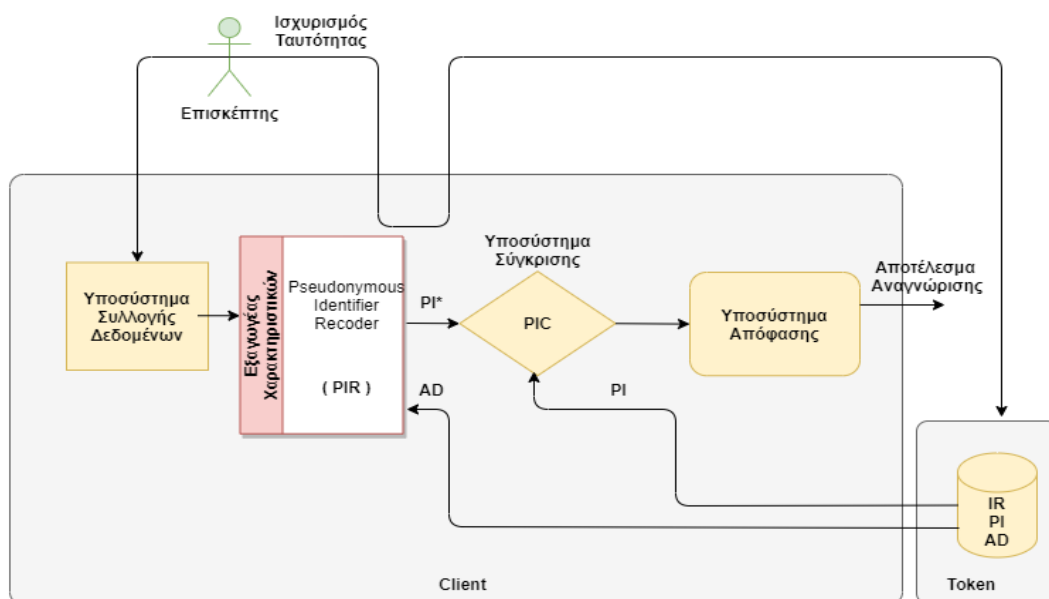 Ισχυρισμός
Ταυτότητας
Επισκέπτης
Υποσύστημα
Συλλογής
Δεδομένων
Εξαγωγέας
Χαρακτηριστικών
Pseudonymous
Identifier
Recoder
( PIR )
PI*
AD
Υποσύστημα
Σύγκρισης
PIC
PI
Υποσύστημα
Απόφασης
Αποτέλεσμα
Αναγνώρισης
IR
PI
AD
Client
Token